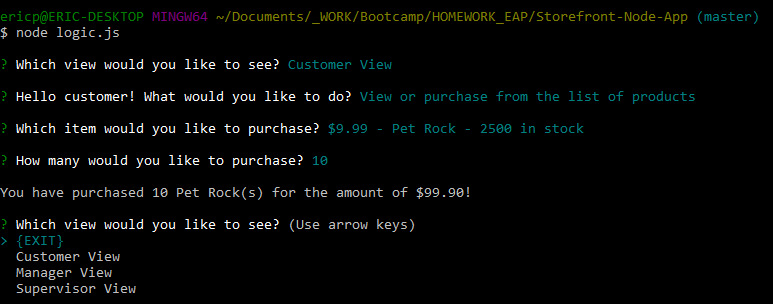 ericp@ERIC-DESKTOP MINGW64 ~/Documents/_WORK/Bootcamp/HOMEWORK_EAP/Storefront-Node-App (master)
$ node logic.js
? Which view would you like to see? Customer View
? Hello customer! What would you like to do? View or purchase from the list of products
? Which item would you like to purchase? $9.99 - Pet Rock - 2500 in stock
? How many would you like to purchase? 10
You have purchased 10 Pet Rock(s) for the amount of $99.90!
? Which view would you like to see? (Use arrow keys)
> {EXIT}
Customer View
Manager View
Supervisor View